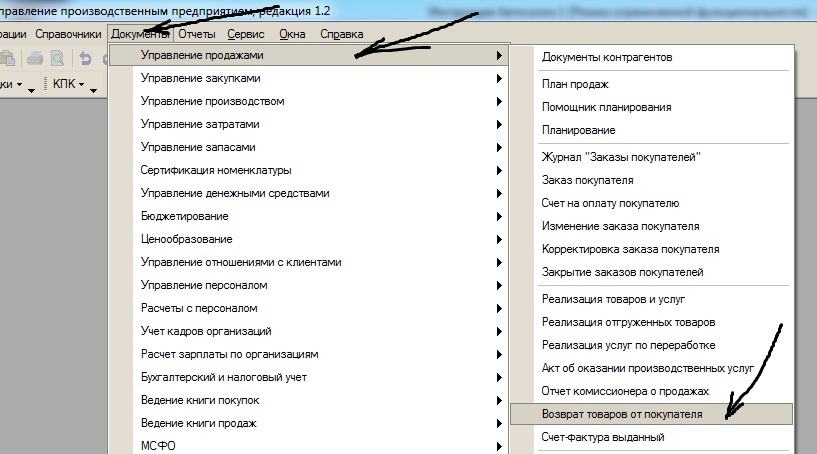 правление производственным предприятием, редакция 1.2
рации Справочники Документы Отчеты Сервис Окна Справка
ки КПК
Управление продажами
Управление закупками
Управление производством
Управление затратами
Управление запасами
Сертификация номенклатуры
Управление денежными средствами
Бюджетирование
Ценообразование
Управление отношениями с клиентами
Управление персоналом
Расчеты с персоналом
Учет кадров организаций
Расчет зарплаты по организациям
Бухгалтерский и налоговый учет
Ведение книги покупок
Ведение книги продаж
МСФО
Документы контрагентов
План продаж
Помощник планирования
Планирование
Журнал "Заказы покупателей"
Заказ покупателя
Счет на оплату покупателю
Изменение заказа покупателя
Корректировка заказа покупателя
Закрытие заказов покупателей
Реализация товаров и услуг
Реализация отгруженных товаров
Реализация услуг по переработке
Акт об оказании производственных услуг
Отчет комиссионера о продажах
Возврат товаров от покупателя
Счет-фактура выданный